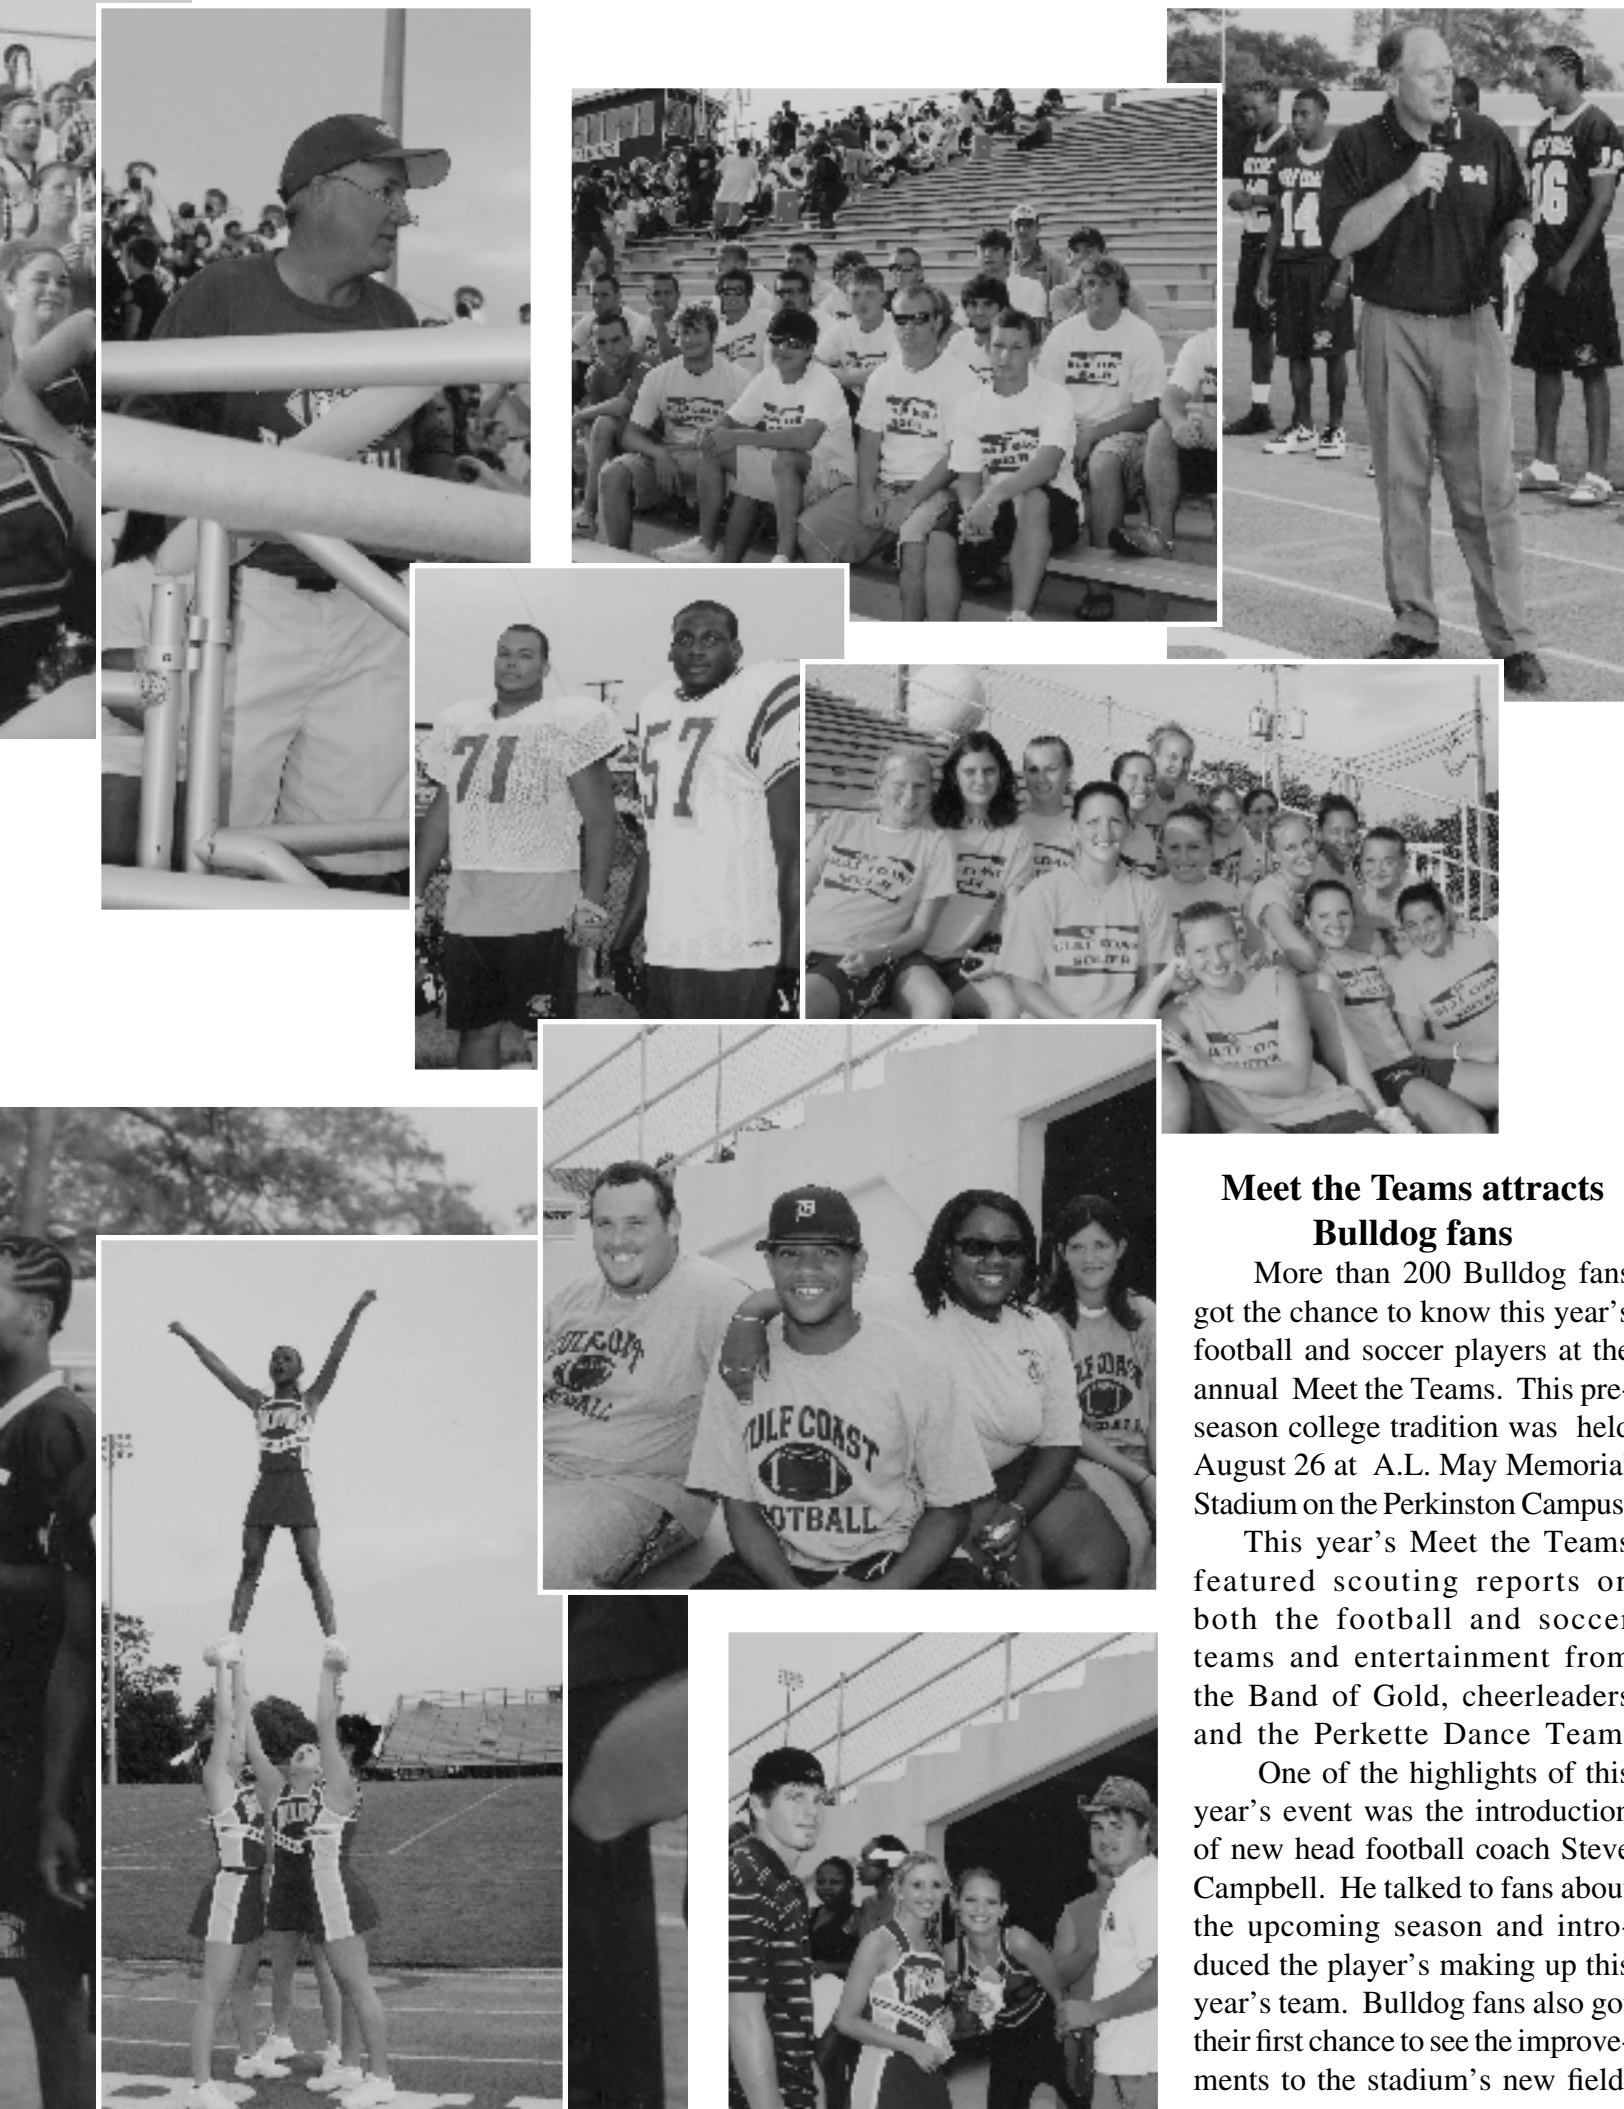 14
16
71
57
GULF COAST
SOCCER
GULF COAST
FOOTBALL
Meet the Teams attracts
Bulldog fans
More than 200 Bulldog fans
got the chance to know this year's
football and soccer players at the
annual Meet the Teams. This pre-
season college tradition was held
August 26 at A.L. May Memorial
Stadium on the Perkinston Campus.
This year's Meet the Teams
featured scouting reports on
both the football and soccer
teams and entertainment from
the Band of Gold, cheerleaders
and the Perkette Dance Team.
One of the highlights of this
year's event was the introduction
of new head football coach Steve
Campbell. He talked to fans about
the upcoming season and intro-
duced the player's making up this
year's team. Bulldog fans also got
their first chance to see the improve-
ments to the stadium's new field.